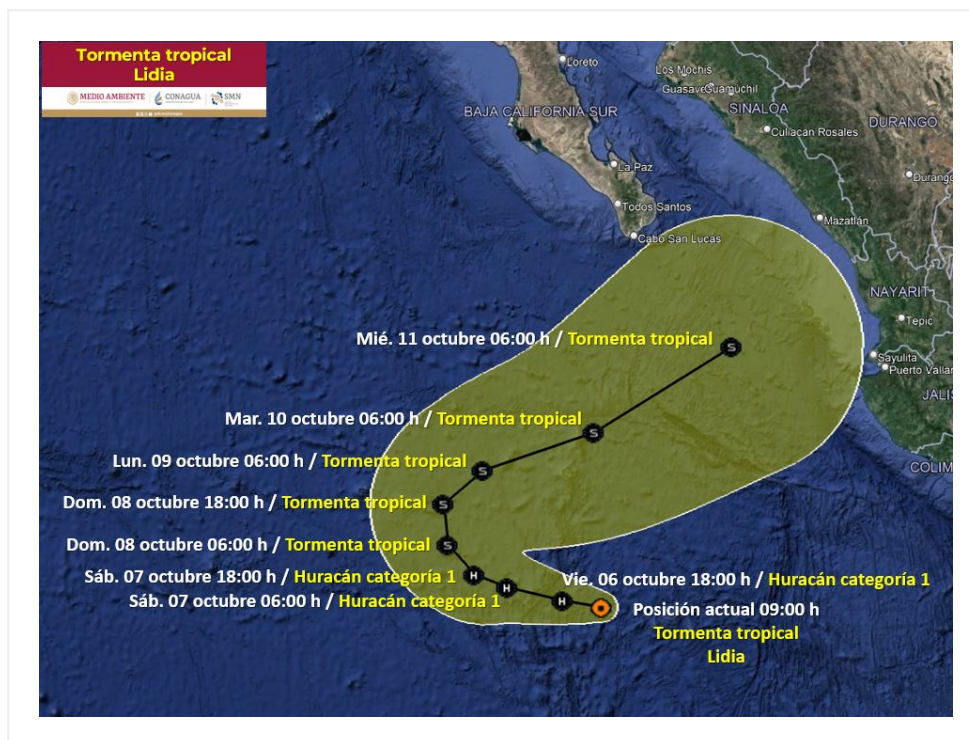 Tormenta tropical
Lidia
MEDIO AMBIENTE
CONAGUA
SMN
Loreto
Los Mochis
Guasave
Guamúchil
BAJA CALIFORNIA SUR
SINALOA
DURANGO
Culiacán Rosales
La Paz
Durango
Todos Santos
Mazatlán
Cabo San Lucas
NAYARIT
Tepic
Mié. 11 octubre 06:00 h / Tormenta tropical
Sayulita
Puerto Vallar
JALIS
Mar. 10 octubre 06:00 h / Tormenta tropical
Lun. 09 octubre 06:00 h / Tormenta tropical
COLIM
Dom. 08 octubre 18:00 h / Tormenta tropical
Dom. 08 octubre 06:00 h / Tormenta tropical
Sáb. 07 octubre 18:00 h / Huracán categoría 1
Vie. 06 octubre 18:00 h / Huracán categoría 1
Sáb. 07 octubre 06:00 h / Huracán categoría 1
Posición actual 09:00 h
Tormenta tropical
Lidia
S
S
S
S
S
H
H
H